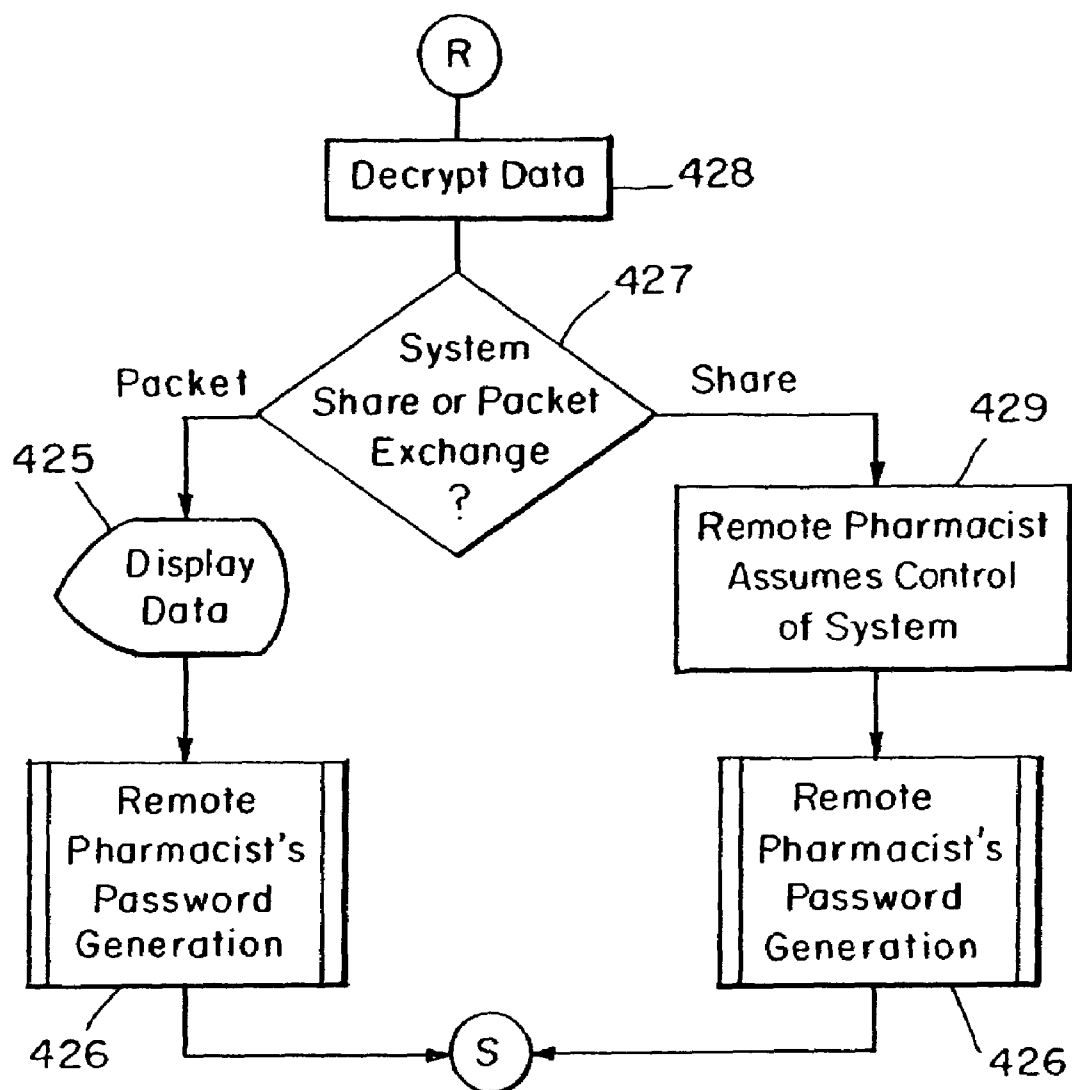 R
Decrypt Data
428
427
System
Share or Packet
Exchange
?
Packet
Share
425
429
Display
Data
Remote Pharmacist
Assumes Control
of System
Remote
Pharmacist's
Password
Generation
Remote
Pharmacist's
Password
Generation
426
S
426